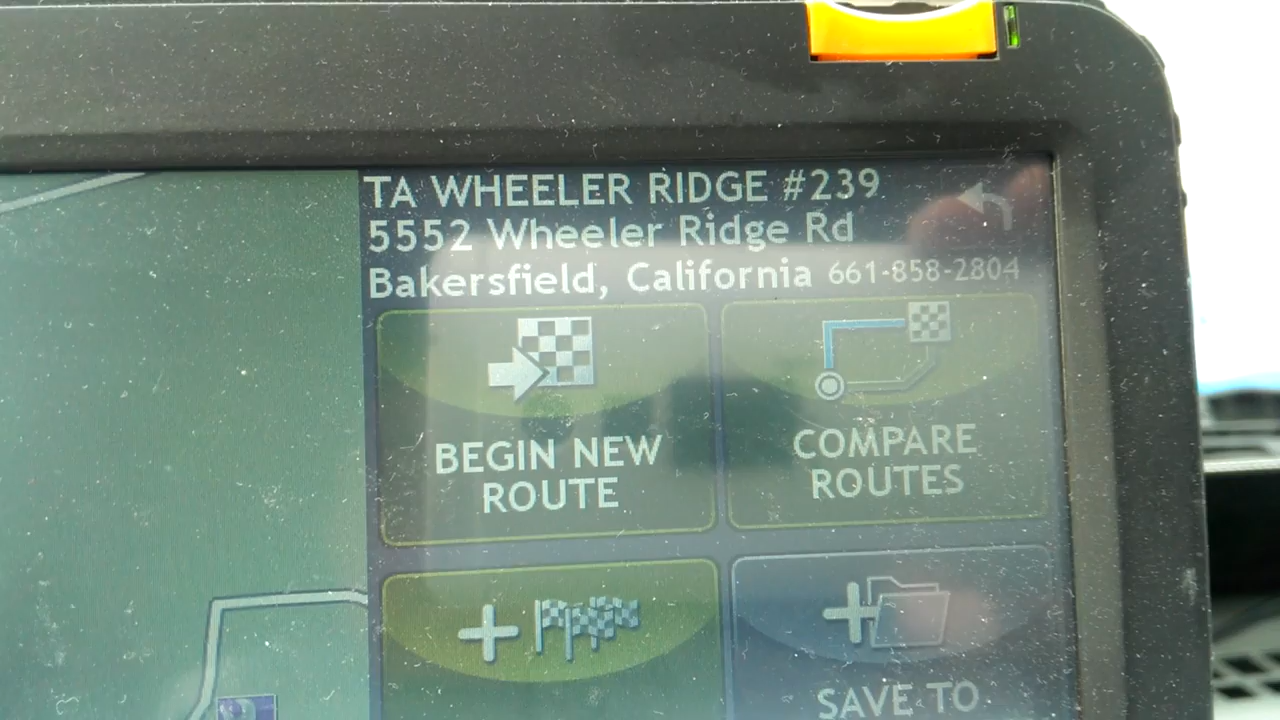 TA WHEELER RIDGE #239
5552 Wheeler Ridge Rd
Bakersfield, California 661-858-2804
BEGIN NEW
ROUTE
COMPARE
ROUTES
SAVE TO